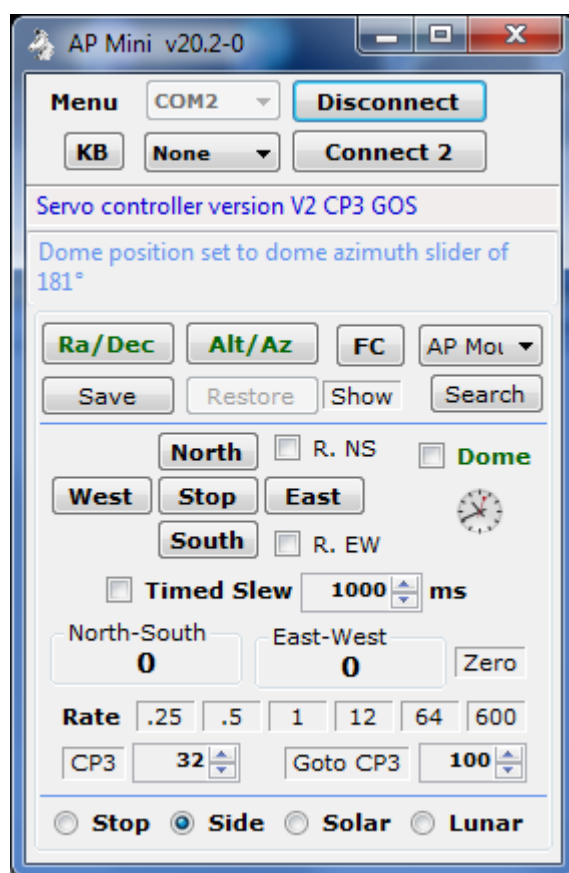 AP Mini v20.2-0
Menu COM2 Disconnect
KB None Connect 2
Servo controller version V2 CP3 GOS
Dome position set to dome azimuth slider of
181°
Ra/Dec Alt/Az FC AP Mou
Save Restore Show Search
North R. NS Dome
West Stop East
South R. EW
Timed Slew 1000 ms
North-South East-West
0 0 Zero
Rate .25 .5 1 12 64 600
CP3 32 Goto CP3 100
Stop Side Solar Lunar